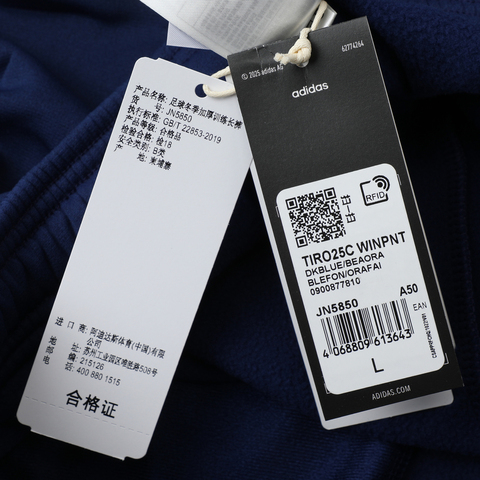 产品名称: 足球冬季加厚训练长裤
货 号: JN5850
执行标准: GB/T 22853-2019
产品等级: 合格品
检验合格: 检18
安全类别: B类
产 地: 柬埔寨
进 口 商: 阿迪达斯体育(中国)有限
公司
地 址: 苏州工业园区唯胜路508号
邮 编: 215126
电 话: 400 880 1515
合格证
62774264
© 2025 adidas AG
adidas
RFID
TIRO25C WINPNT
DKBLUE/BEAORA
BLEFON/ORAFAI
0900877810
JN5850 A50
EAN
4 068809 613643
L
ADIDAS.COM